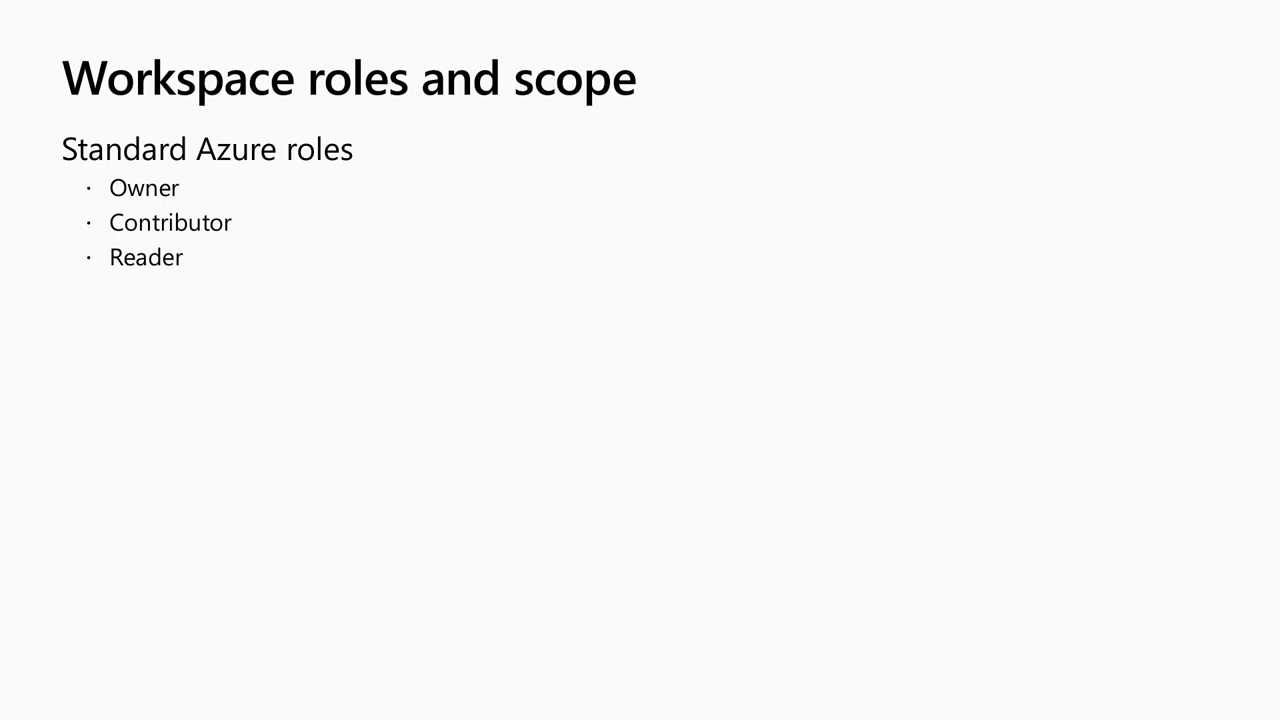 Workspace roles and scope
Standard Azure roles
· Owner
· Contributor
· Reader